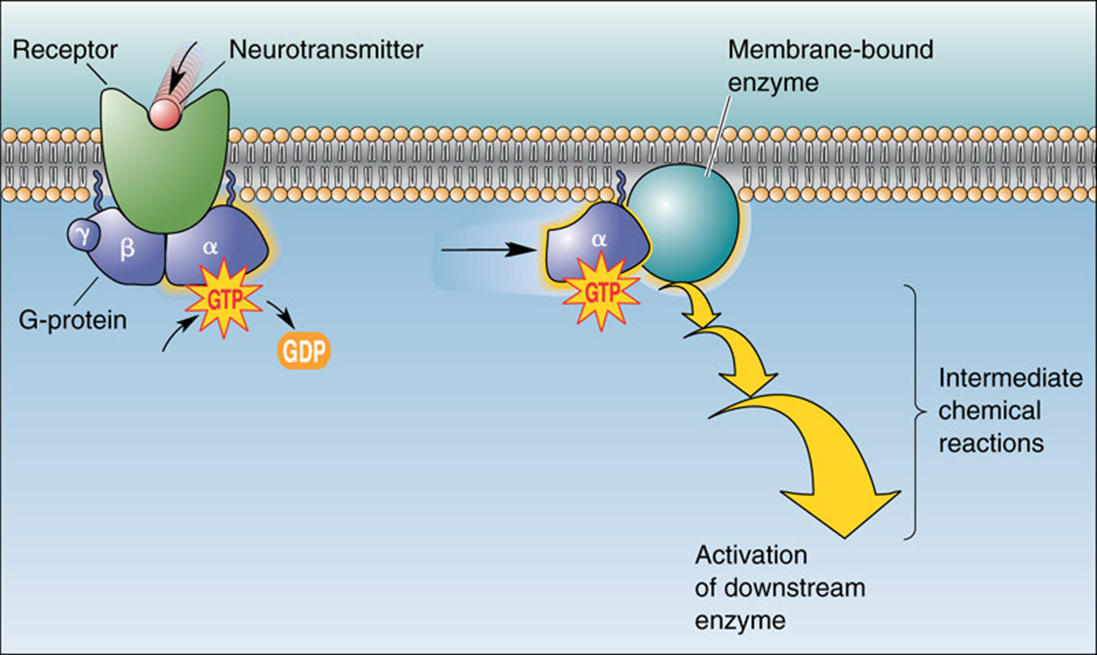 Receptor
Neurotransmitter
Membrane-bound
enzyme
γ
β
α
GTP
G-protein
GDP
α
GTP
Intermediate
chemical
reactions
Activation
of downstream
enzyme